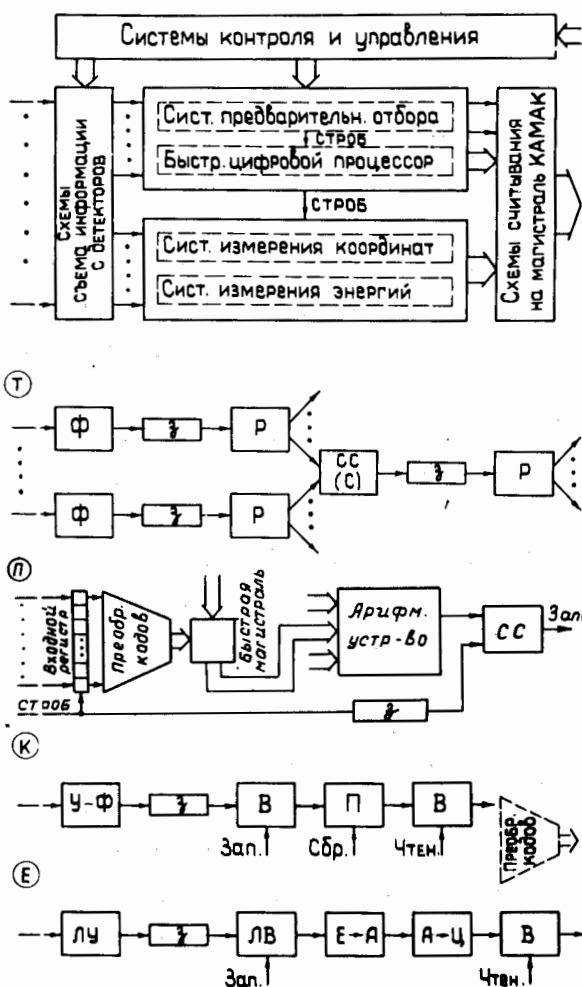 Системы контроля и управления
Схемы
съема информации
с детекторов
Сист. предварительн. отбора
СТРОБ
Быстр. цифровой процессор
СТРОБ
Сист. измерения координат
Сист. измерения энергий
Схемы считывания
на магистраль КАМАК
Т
Ф
з
Р
СС
(С)
з
Р
Ф
з
Р
П
Входной
регистр
Преобр.
кодов
Быстрая
магистраль
Арифм.
устр-во
СС
Зап.
СТРОБ
з
К
У-Ф
з
В
П
В
Преобр.
кодов
Зап.
Сбр.
Чтен.
Е
ЛУ
з
ЛВ
Е→А
А→Ц
В
Зап.
Чтен.